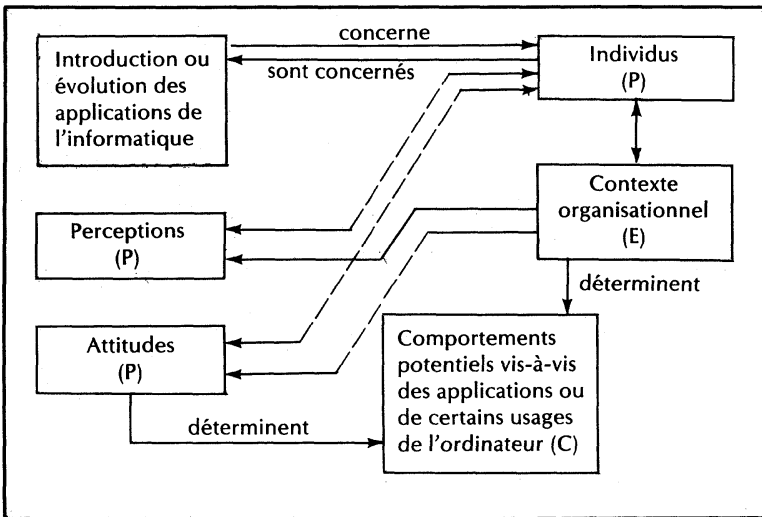 concerne
Introduction ou
évolution des
applications de
l'informatique
sont concernés
Individus
(P)
Contexte
organisationnel
(E)
Perceptions
(P)
déterminent
Attitudes
(P)
Comportements
potentiels vis-à-vis
des applications ou
de certains usages
de l'ordinateur (C)
déterminent